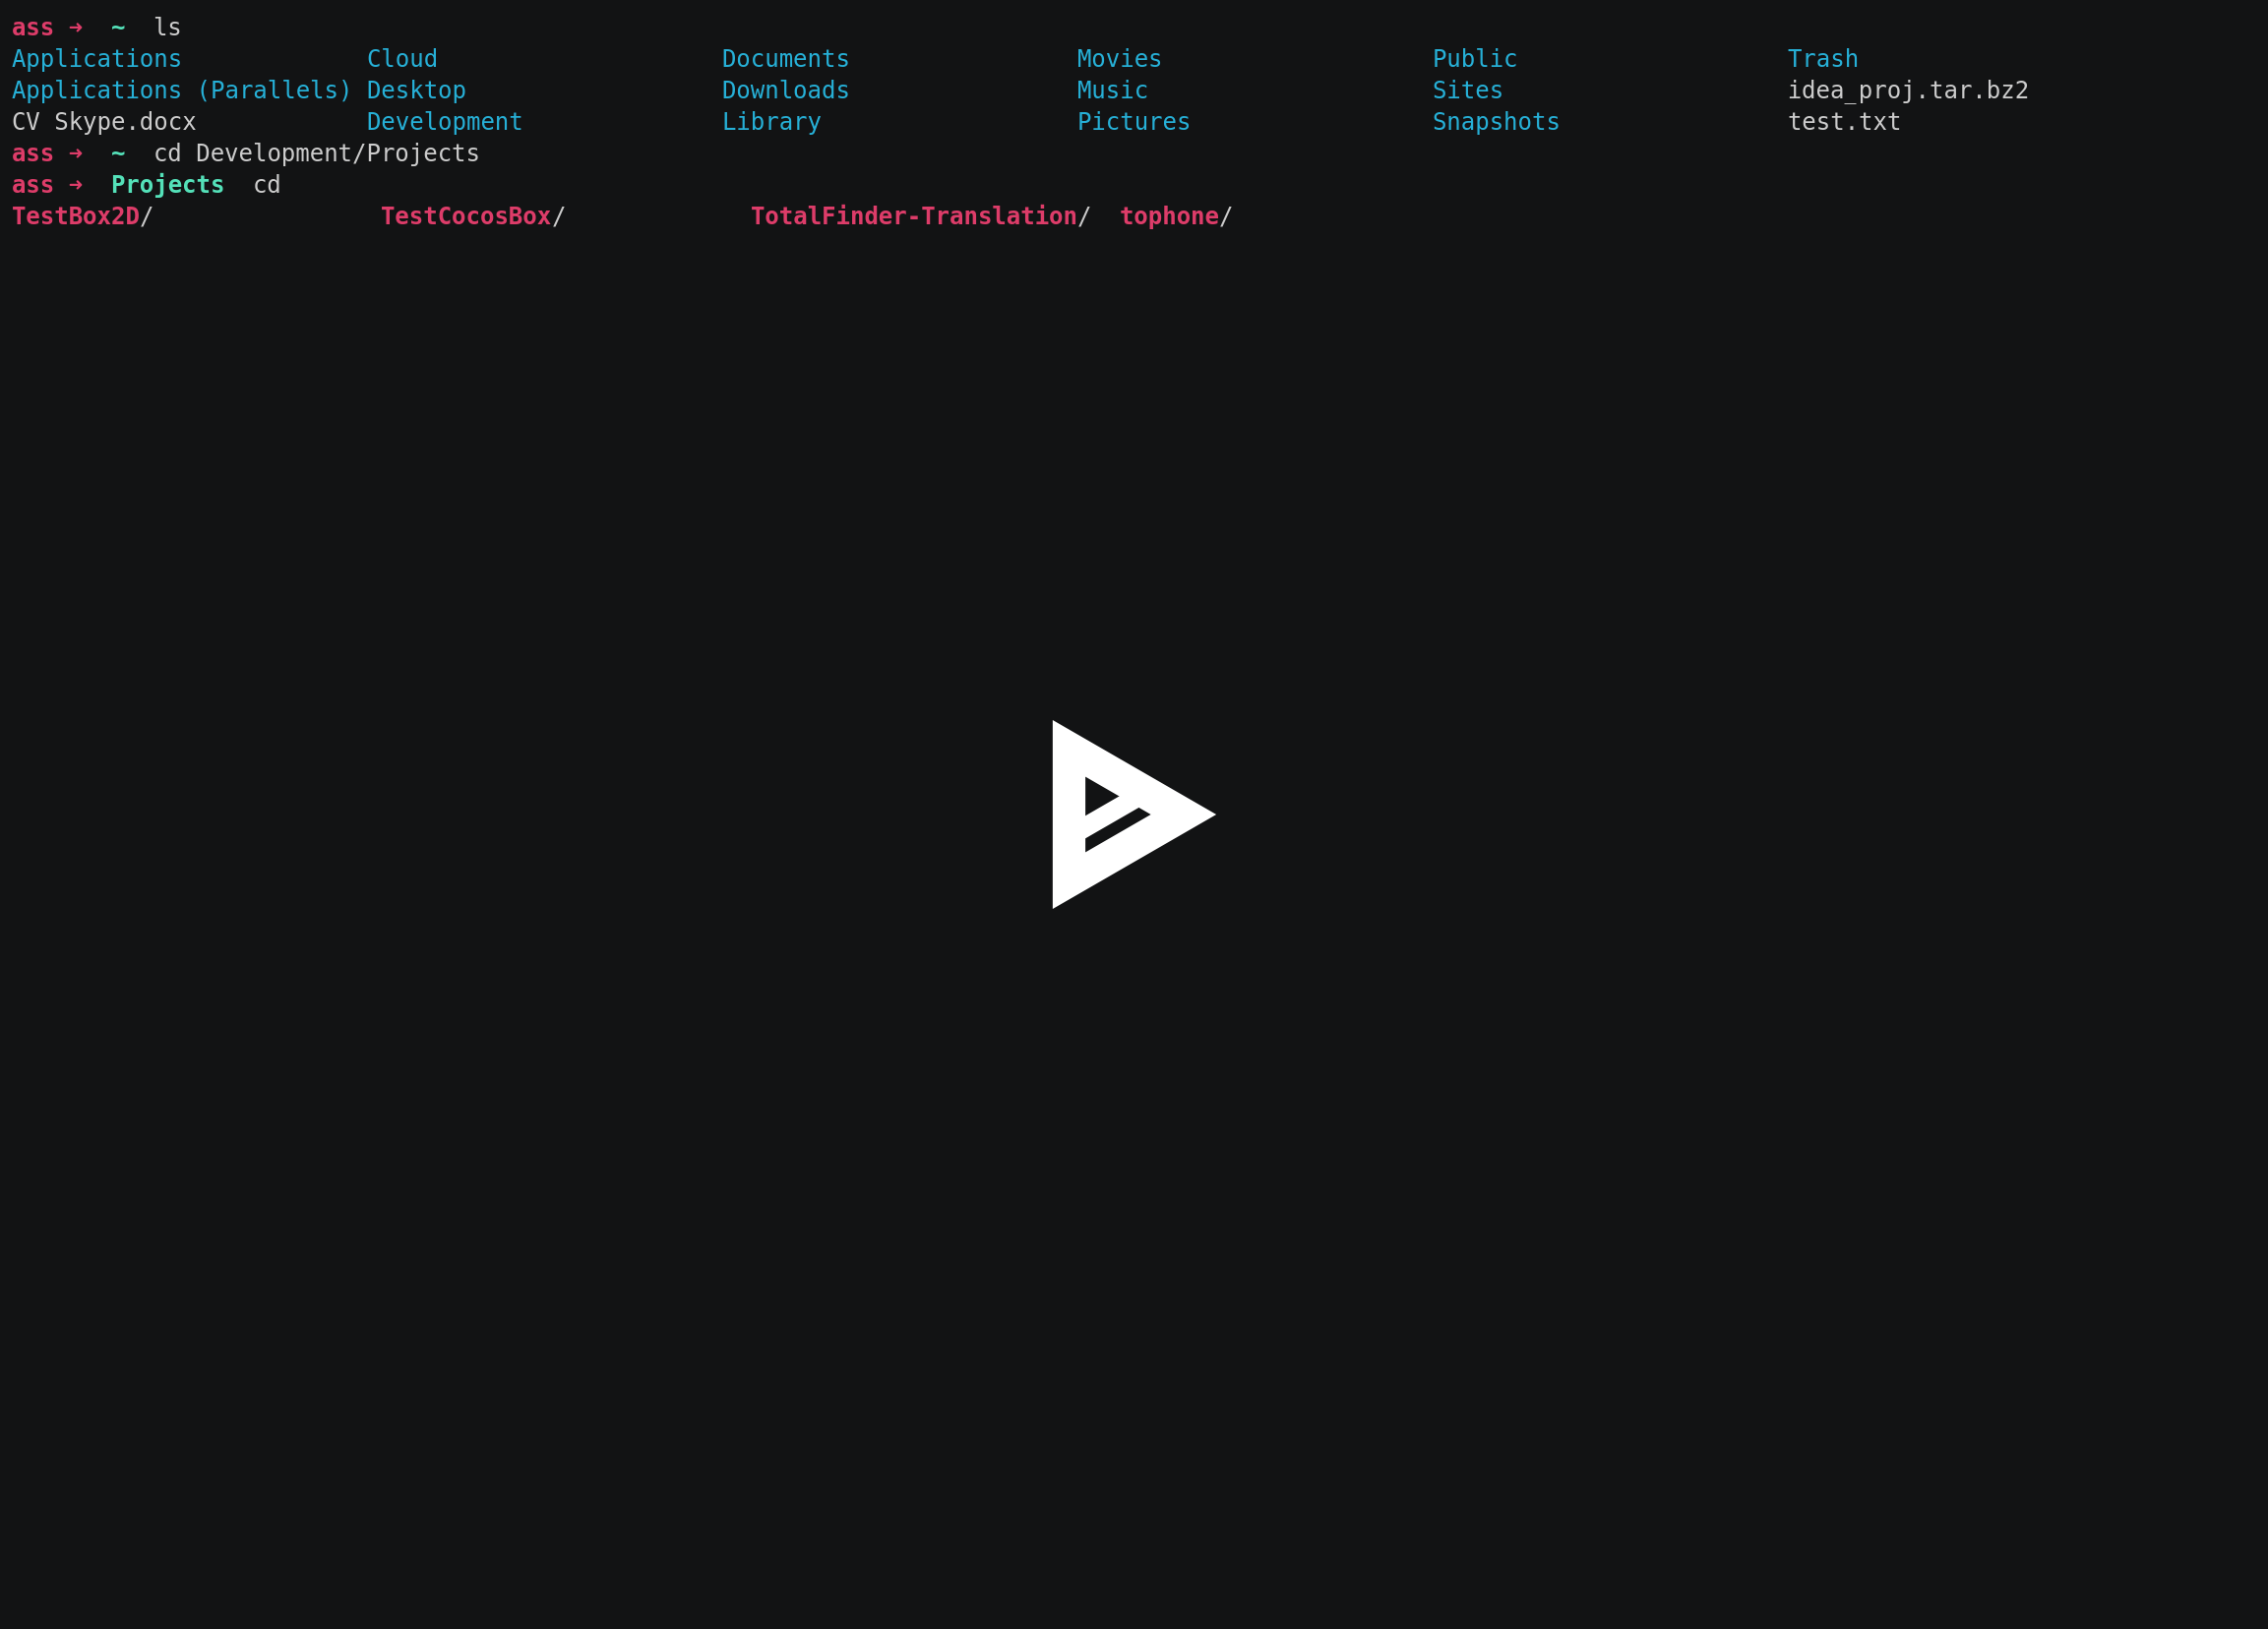 ass ➜  ~  ls
Applications             Cloud                    Documents                Movies                   Public                   Trash
Applications (Parallels) Desktop                  Downloads                Music                    Sites                    idea_proj.tar.bz2
CV Skype.docx            Development              Library                  Pictures                 Snapshots                test.txt
ass ➜  ~  cd Development/Projects
ass ➜  Projects  cd
TestBox2D/                TestCocosBox/             TotalFinder-Translation/  tophone/